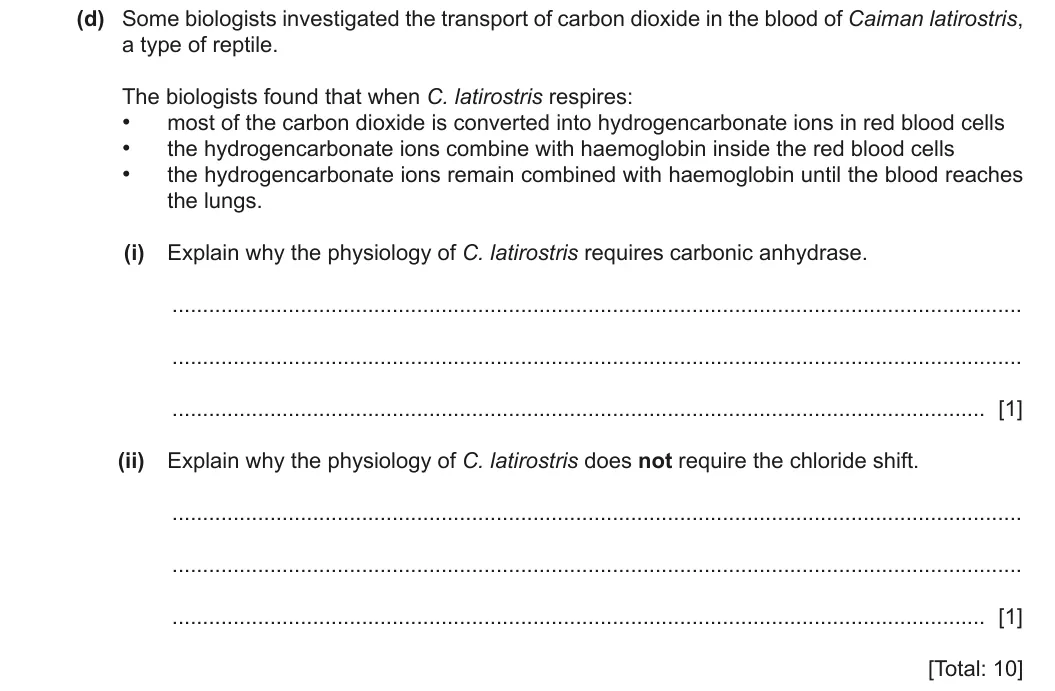 (d) Some biologists investigated the transport of carbon dioxide in the blood of Caiman latirostris,
a type of reptile.
The biologists found that when C. latirostris respires:
• most of the carbon dioxide is converted into hydrogencarbonate ions in red blood cells
• the hydrogencarbonate ions combine with haemoglobin inside the red blood cells
• the hydrogencarbonate ions remain combined with haemoglobin until the blood reaches
the lungs.
(i) Explain why the physiology of C. latirostris requires carbonic anhydrase.
[1]
(ii) Explain why the physiology of C. latirostris does not require the chloride shift.
[1]
[Total: 10]